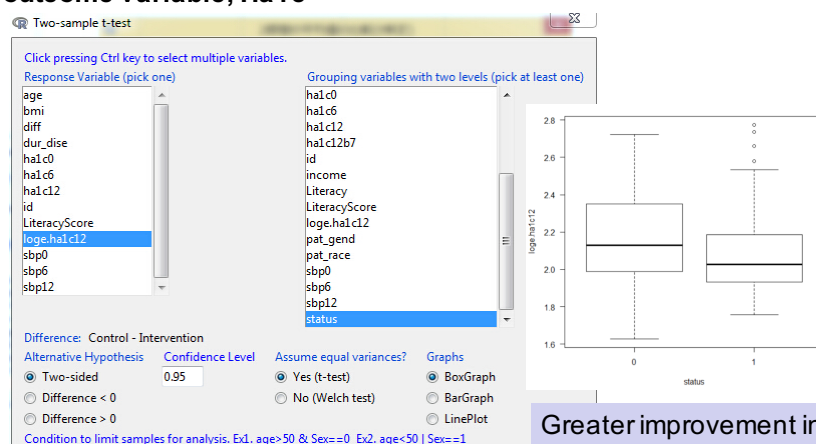 outcome variable, HA1c
Two-sample t-test
Click pressing Ctrl key to select multiple variables.
Response Variable (pick one)
age
bmi
diff
dur_dise
ha1c0
ha1c6
ha1c12
id
LiteracyScore
loge.ha1c12
sbp0
sbp6
sbp12
Grouping variables with two levels (pick at least one)
ha1c0
ha1c6
ha1c12
ha1c12b7
id
income
Literacy
LiteracyScore
loge.ha1c12
pat_gend
pat_race
sbp0
sbp6
sbp12
status
Difference: Control - Intervention
Alternative Hypothesis Confidence Level Assume equal variances? Graphs
Two-sided 0.95 Yes (t-test) BoxGraph
Difference < 0 No (Welch test) BarGraph
Difference > 0 LinePlot
Condition to limit samples for analysis. Ex1. age>50 & Sex==0 Ex2. age<50 | Sex==1
2.8
2.6
2.4
2.2
2.0
1.8
1.6
loge.ha1c12
0 1
status
Greater improvement in